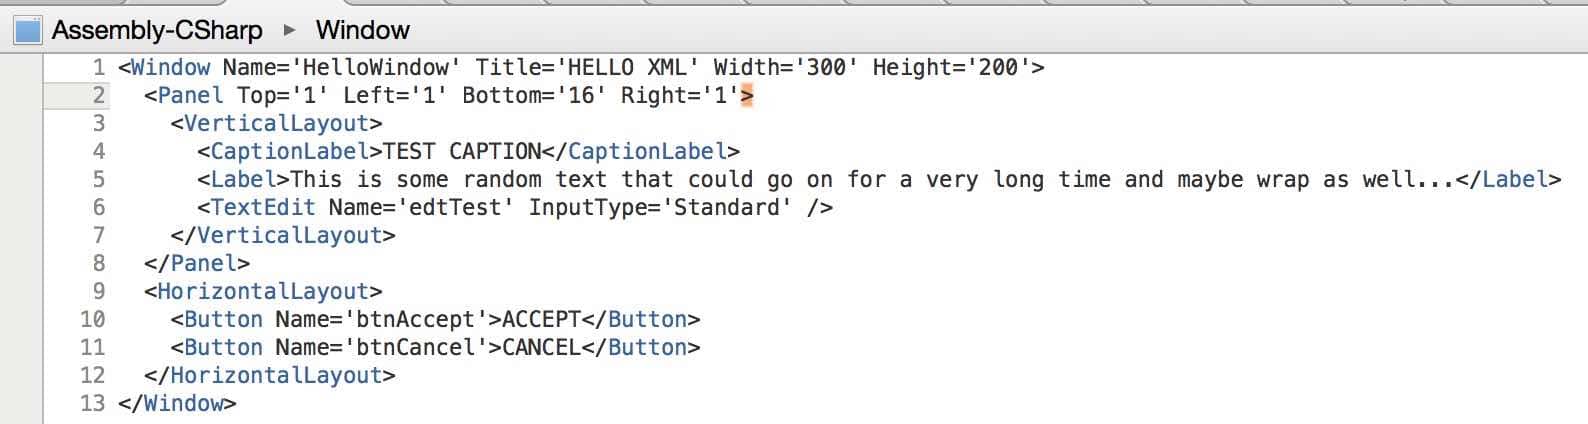 Assembly-CSharp ▸ Window
1 <Window Name='HelloWindow' Title='HELLO XML' Width='300' Height='200'>
2   <Panel Top='1' Left='1' Bottom='16' Right='1'>
3     <VerticalLayout>
4       <CaptionLabel>TEST CAPTION</CaptionLabel>
5       <Label>This is some random text that could go on for a very long time and maybe wrap as well...</Label>
6       <TextEdit Name='edtTest' InputType='Standard' />
7     </VerticalLayout>
8   </Panel>
9   <HorizontalLayout>
10     <Button Name='btnAccept'>ACCEPT</Button>
11     <Button Name='btnCancel'>CANCEL</Button>
12   </HorizontalLayout>
13 </Window>